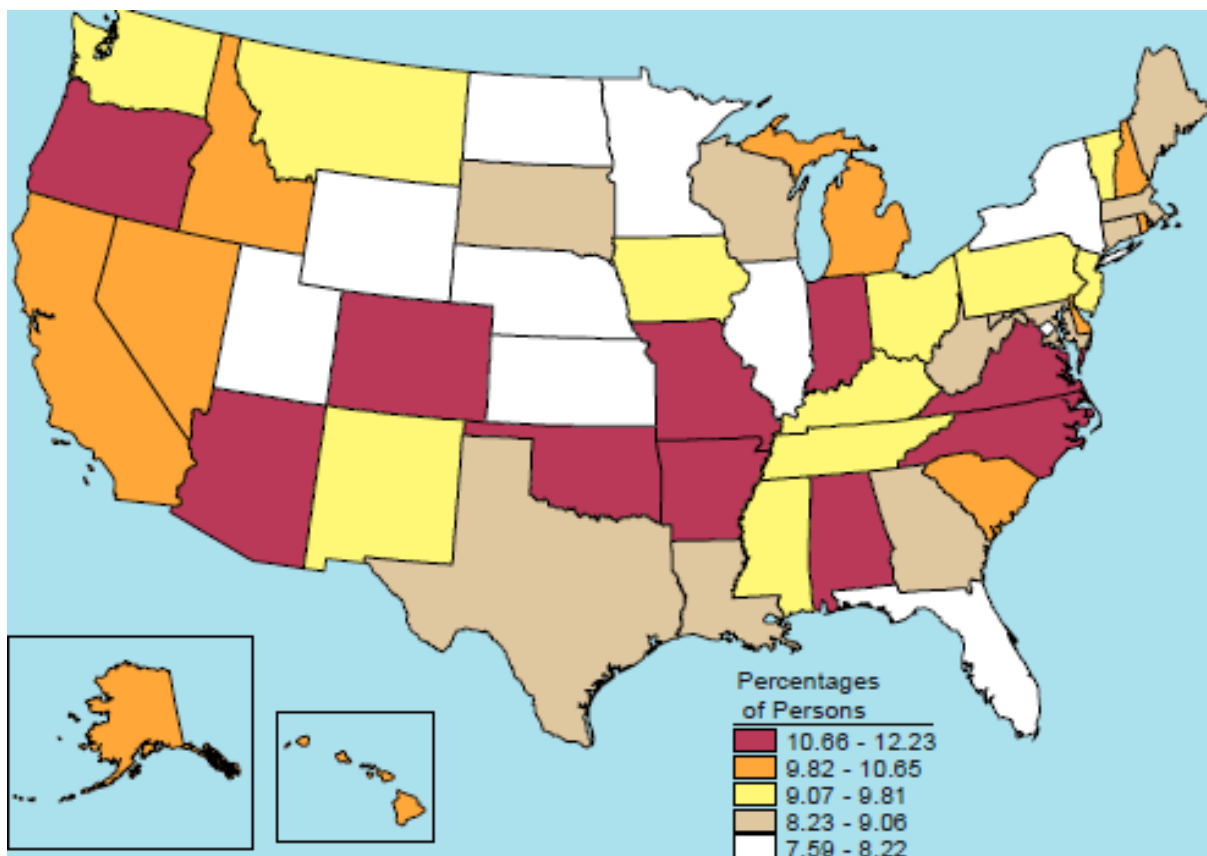 Percentages
of Persons
10.66 - 12.23
9.82 - 10.65
9.07 - 9.81
8.23 - 9.06
7.59 - 8.22